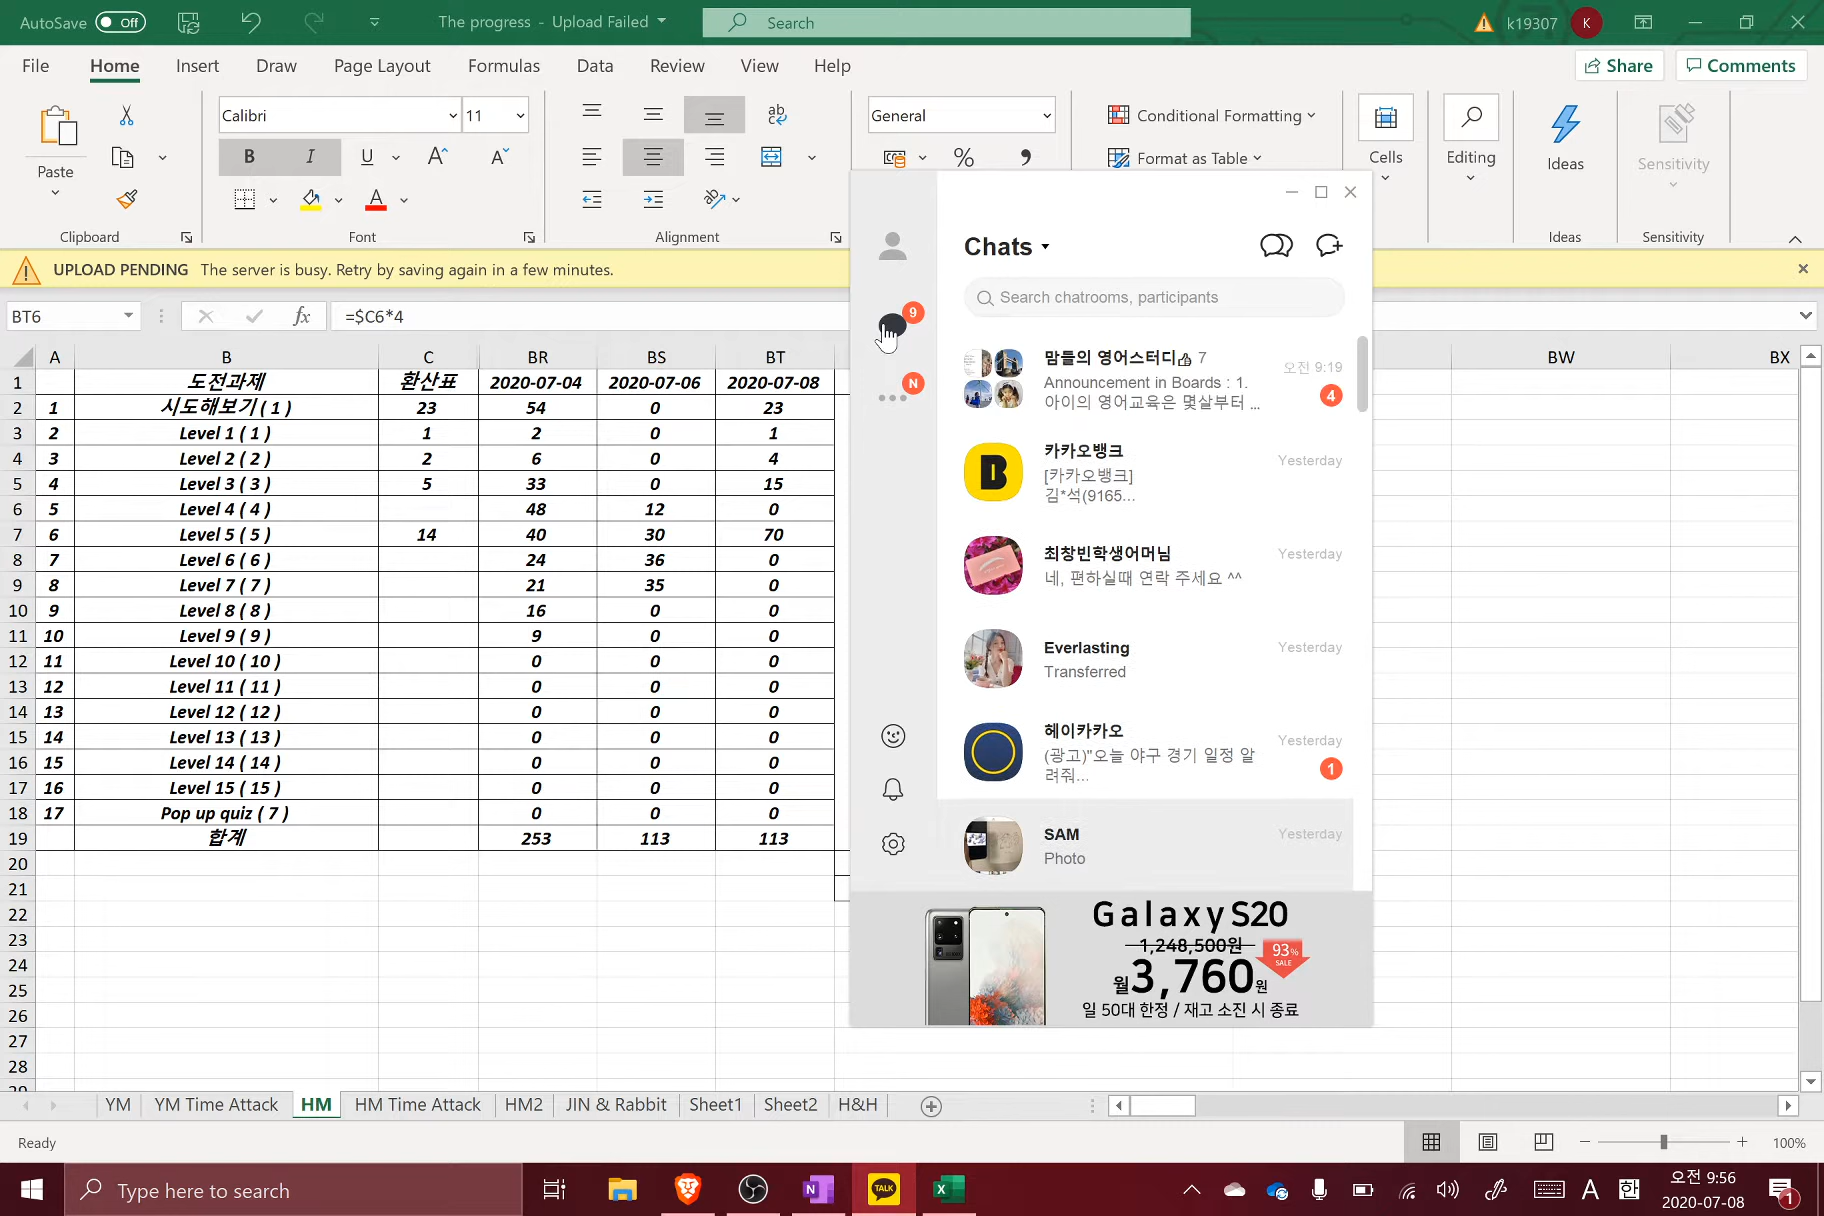 AutoSave Off The progress - Upload Failed Search k19307 K
File Home Insert Draw Page Layout Formulas Data Review View Help Share Comments
Calibri 11 General Conditional Formatting
Paste B I U A A A % Format as Table Cells Editing Ideas Sensitivity
Clipboard Font Alignment Ideas Sensitivity
UPLOAD PENDING The server is busy. Retry by saving again in a few minutes.
BT6 fx =$C6*4
A B C BR BS BT BW BX
1 도전과제 환산표 2020-07-04 2020-07-06 2020-07-08
2 1 시도해보기 ( 1 ) 23 54 0 23
3 2 Level 1 ( 1 ) 1 2 0 1
4 3 Level 2 ( 2 ) 2 6 0 4
5 4 Level 3 ( 3 ) 5 33 0 15
6 5 Level 4 ( 4 ) 48 12 0
7 6 Level 5 ( 5 ) 14 40 30 70
8 7 Level 6 ( 6 ) 24 36 0
9 8 Level 7 ( 7 ) 21 35 0
10 9 Level 8 ( 8 ) 16 0 0
11 10 Level 9 ( 9 ) 9 0 0
12 11 Level 10 ( 10 ) 0 0 0
13 12 Level 11 ( 11 ) 0 0 0
14 13 Level 12 ( 12 ) 0 0 0
15 14 Level 13 ( 13 ) 0 0 0
16 15 Level 14 ( 14 ) 0 0 0
17 16 Level 15 ( 15 ) 0 0 0
18 17 Pop up quiz ( 7 ) 0 0 0
19 합계 253 113 113
20
21
22
23
24
25
26
27
28
29
Chats
Search chatrooms, participants
9
N
맘들의 영어스터디 7 오전 9:19
Announcement in Boards : 1. 4
아이의 영어교육은 몇살부터 ...
B 카카오뱅크 Yesterday
[카카오뱅크]
김*석(9165...
최창빈학생어머님 Yesterday
네, 편하실때 연락 주세요 ^^
Everlasting Yesterday
Transferred
헤이카카오 Yesterday
(광고)"오늘 야구 경기 일정 알 1
려줘...
SAM Yesterday
Photo
Galaxy S20
1,248,500원 93% SALE
월3,760원
일 50대 한정 / 재고 소진 시 종료
YM YM Time Attack HM HM Time Attack HM2 JIN & Rabbit Sheet1 Sheet2 H&H
Ready 100%
Type here to search N TALK X A 한 오전 9:56 1
2020-07-08